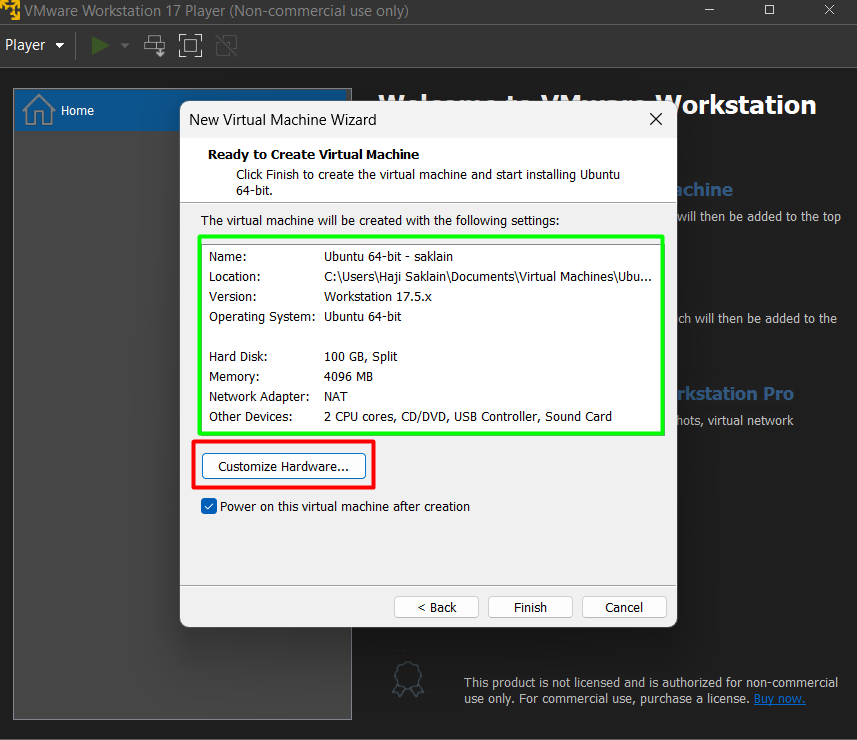 VMware Workstation 17 Player (Non-commercial use only)
Player
Home
Workstation
New Virtual Machine Wizard
Ready to Create Virtual Machine
Click Finish to create the virtual machine and start installing Ubuntu
64-bit.
The virtual machine will be created with the following settings:
Name: Ubuntu 64-bit - saklain
Location: C:\Users\Haji Saklain\Documents\Virtual Machines\Ubu...
Version: Workstation 17.5.x
Operating System: Ubuntu 64-bit
Hard Disk: 100 GB, Split
Memory: 4096 MB
Network Adapter: NAT
Other Devices: 2 CPU cores, CD/DVD, USB Controller, Sound Card
Customize Hardware...
Power on this virtual machine after creation
< Back
Finish
Cancel
will then be added to the top
will then be added to the
Pro
virtual network
This product is not licensed and is authorized for non-commercial
use only. For commercial use, purchase a license. Buy now.